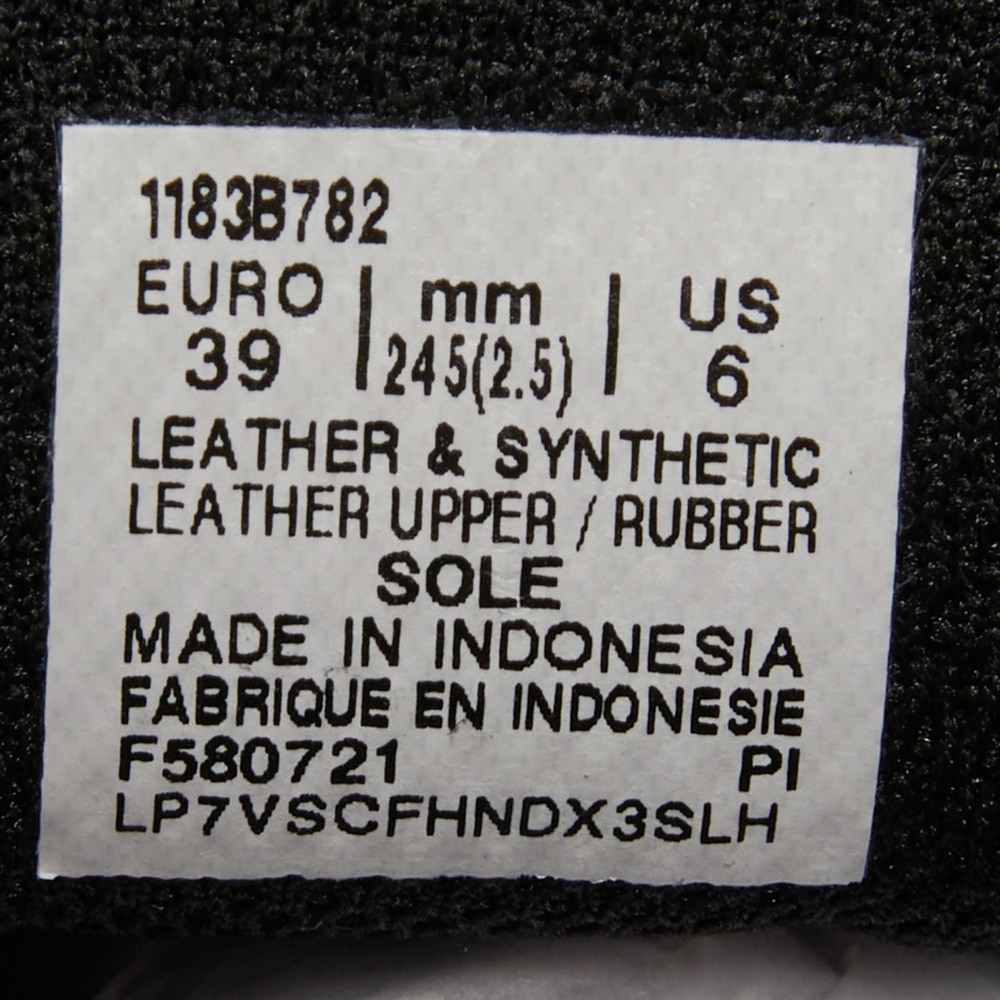 1183B782
EURO | mm | US
39 | 245(2.5) | 6
LEATHER & SYNTHETIC
LEATHER UPPER / RUBBER
SOLE
MADE IN INDONESIA
FABRIQUE EN INDONESIE
F580721 PI
LP7VSCFHNDX3SLH